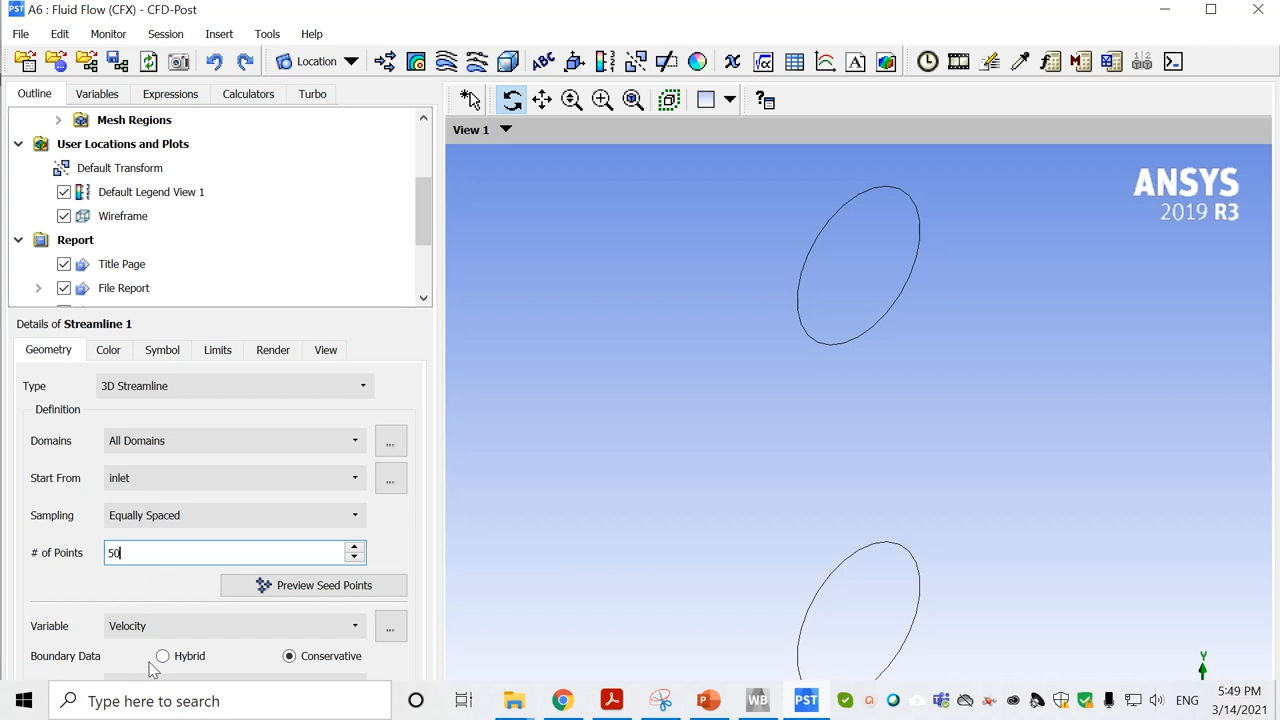 PST A6 : Fluid Flow (CFX) - CFD-Post
File Edit Monitor Session Insert Tools Help
Location
Outline Variables Expressions Calculators Turbo
Mesh Regions
User Locations and Plots
Default Transform
Default Legend View 1
Wireframe
Report
Title Page
File Report
Details of Streamline 1
Geometry Color Symbol Limits Render View
Type 3D Streamline
Definition
Domains All Domains ...
Start From inlet ...
Sampling Equally Spaced
# of Points 50
Preview Seed Points
Variable Velocity ...
Boundary Data Hybrid Conservative
View 1
ANSYS
2019 R3
Y
Type here to search
WB
PST
ENG
5:49 PM
3/14/2021